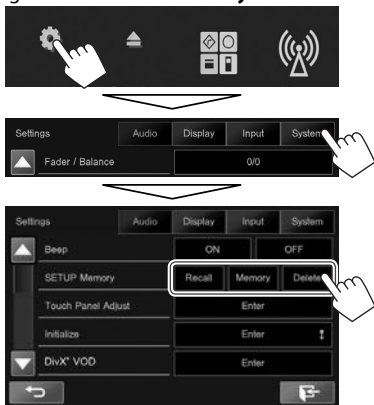 Settings Audio Display Input System
Fader / Balance 0/0
Settings Audio Display Input System
Beep ON OFF
SETUP Memory Recall Memory Delete
Touch Panel Adjust Enter
Initialize Enter
DivX® VOD Enter